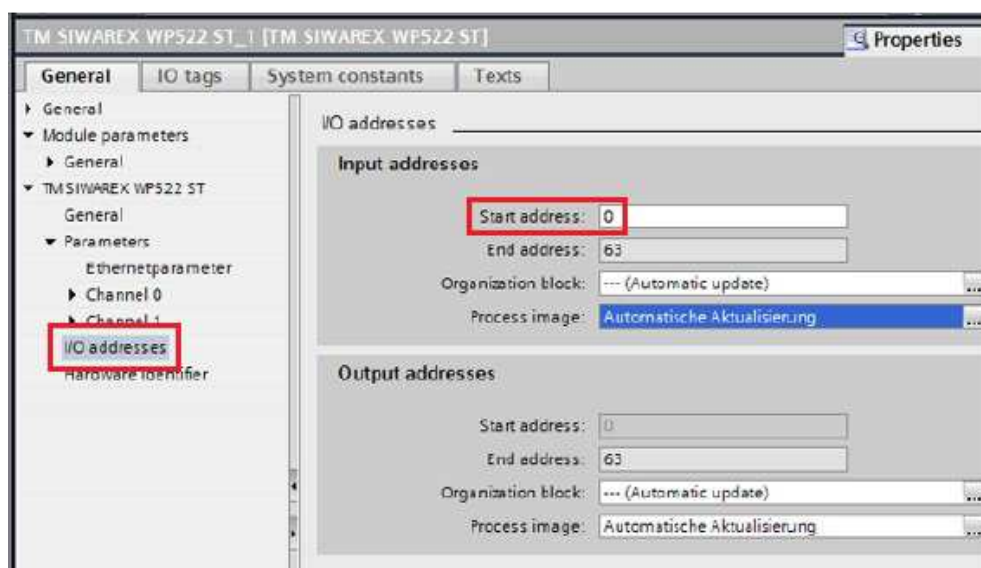 TM SIWAREX WP522 ST_1 [TM SIWAREX WP522 ST]
Properties
General IO tags System constants Texts
General
Module parameters
General
TM SIWAREX WP522 ST
General
Parameters
Ethernetparameter
Channel 0
Channel 1
I/O addresses
Hardware identifier
I/O addresses
Input addresses
Start address: 0
End address: 63
Organization block: --- (Automatic update) ...
Process image: Automatische Aktualisierung ...
Output addresses
Start address: 0
End address: 63
Organization block: --- (Automatic update) ...
Process image: Automatische Aktualisierung ...